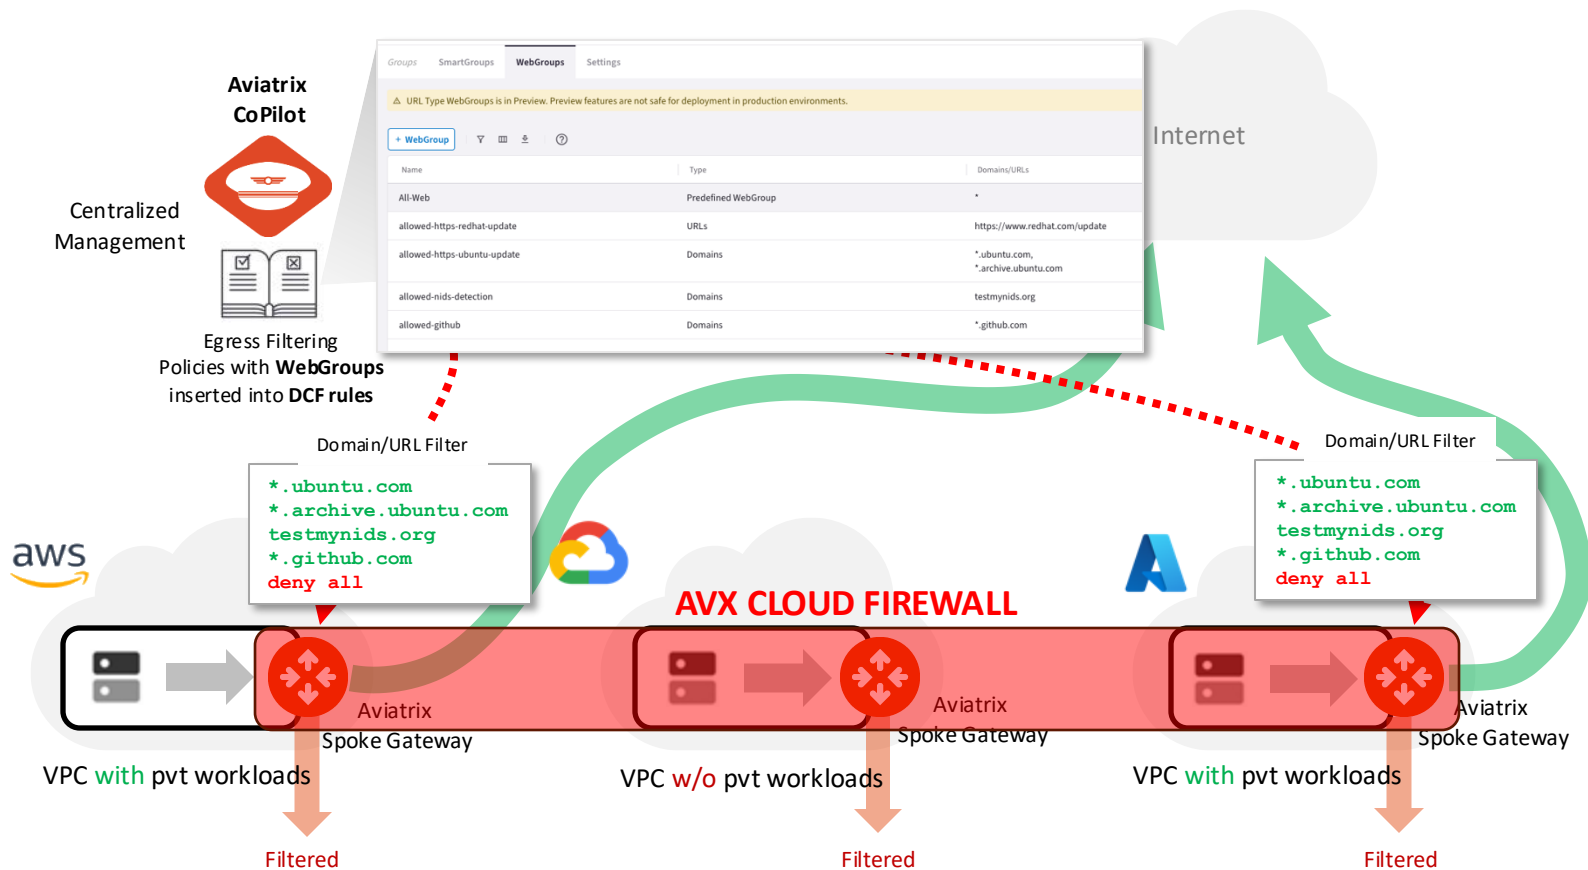 Groups SmartGroups WebGroups Settings
URL Type WebGroups is in Preview. Preview features are not safe for deployment in production environments.
+ WebGroup
Name Type Domains/URLs
All-Web Predefined WebGroup *
allowed-https-redhat-update URLs https://www.redhat.com/update
allowed-https-ubuntu-update Domains *.ubuntu.com,
*.archive.ubuntu.com
allowed-nids-detection Domains testmynids.org
allowed-github Domains *.github.com
Aviatrix
CoPilot
Centralized
Management
Egress Filtering
Policies with WebGroups
inserted into DCF rules
Internet
Domain/URL Filter
*.ubuntu.com
*.archive.ubuntu.com
testmynids.org
*.github.com
deny all
Domain/URL Filter
*.ubuntu.com
*.archive.ubuntu.com
testmynids.org
*.github.com
deny all
aws
AVX CLOUD FIREWALL
Aviatrix
Spoke Gateway
VPC with pvt workloads
Filtered
Aviatrix
Spoke Gateway
VPC w/o pvt workloads
Filtered
Aviatrix
Spoke Gateway
VPC with pvt workloads
Filtered